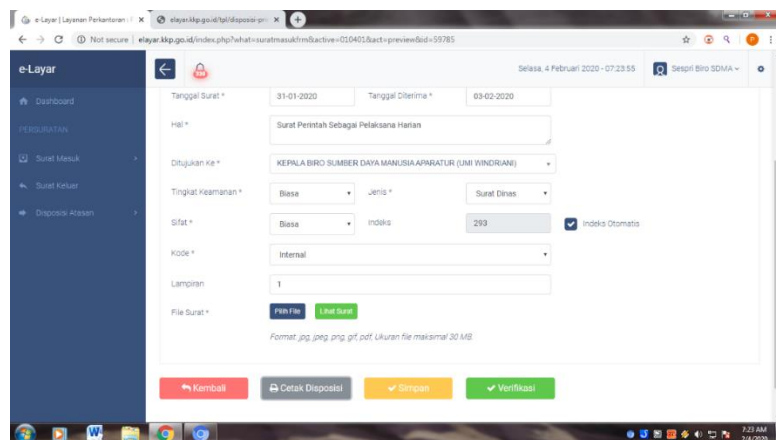 e-Layar | Layanan Perkantoran
elayar.kkp.go.id/tpl/disposisi-pri
Not secure | elayar.kkp.go.id/index.php?what=suratmasukfrm&active=010401&act=preview&id=59785
e-Layar
Selasa, 4 Februari 2020 - 07:23:55
Sespri Biro SDMA
Dashboard
PERSURATAN
Surat Masuk
Surat Keluar
Disposisi Atasan
Tanggal Surat * 31-01-2020 Tanggal Diterima * 03-02-2020
Hal * Surat Perintah Sebagai Pelaksana Harian
Ditujukan Ke * KEPALA BIRO SUMBER DAYA MANUSIA APARATUR (UMI WINDRIANI)
Tingkat Keamanan * Biasa Jenis * Surat Dinas
Sifat * Biasa Indeks 293 Indeks Otomatis
Kode * Internal
Lampiran 1
File Surat * Pilih File Lihat Surat
Format: jpg, jpeg, png, gif, pdf, Ukuran file maksimal 30 MB.
Kembali Cetak Disposisi Simpan Verifikasi
7:23 AM
2/4/2020